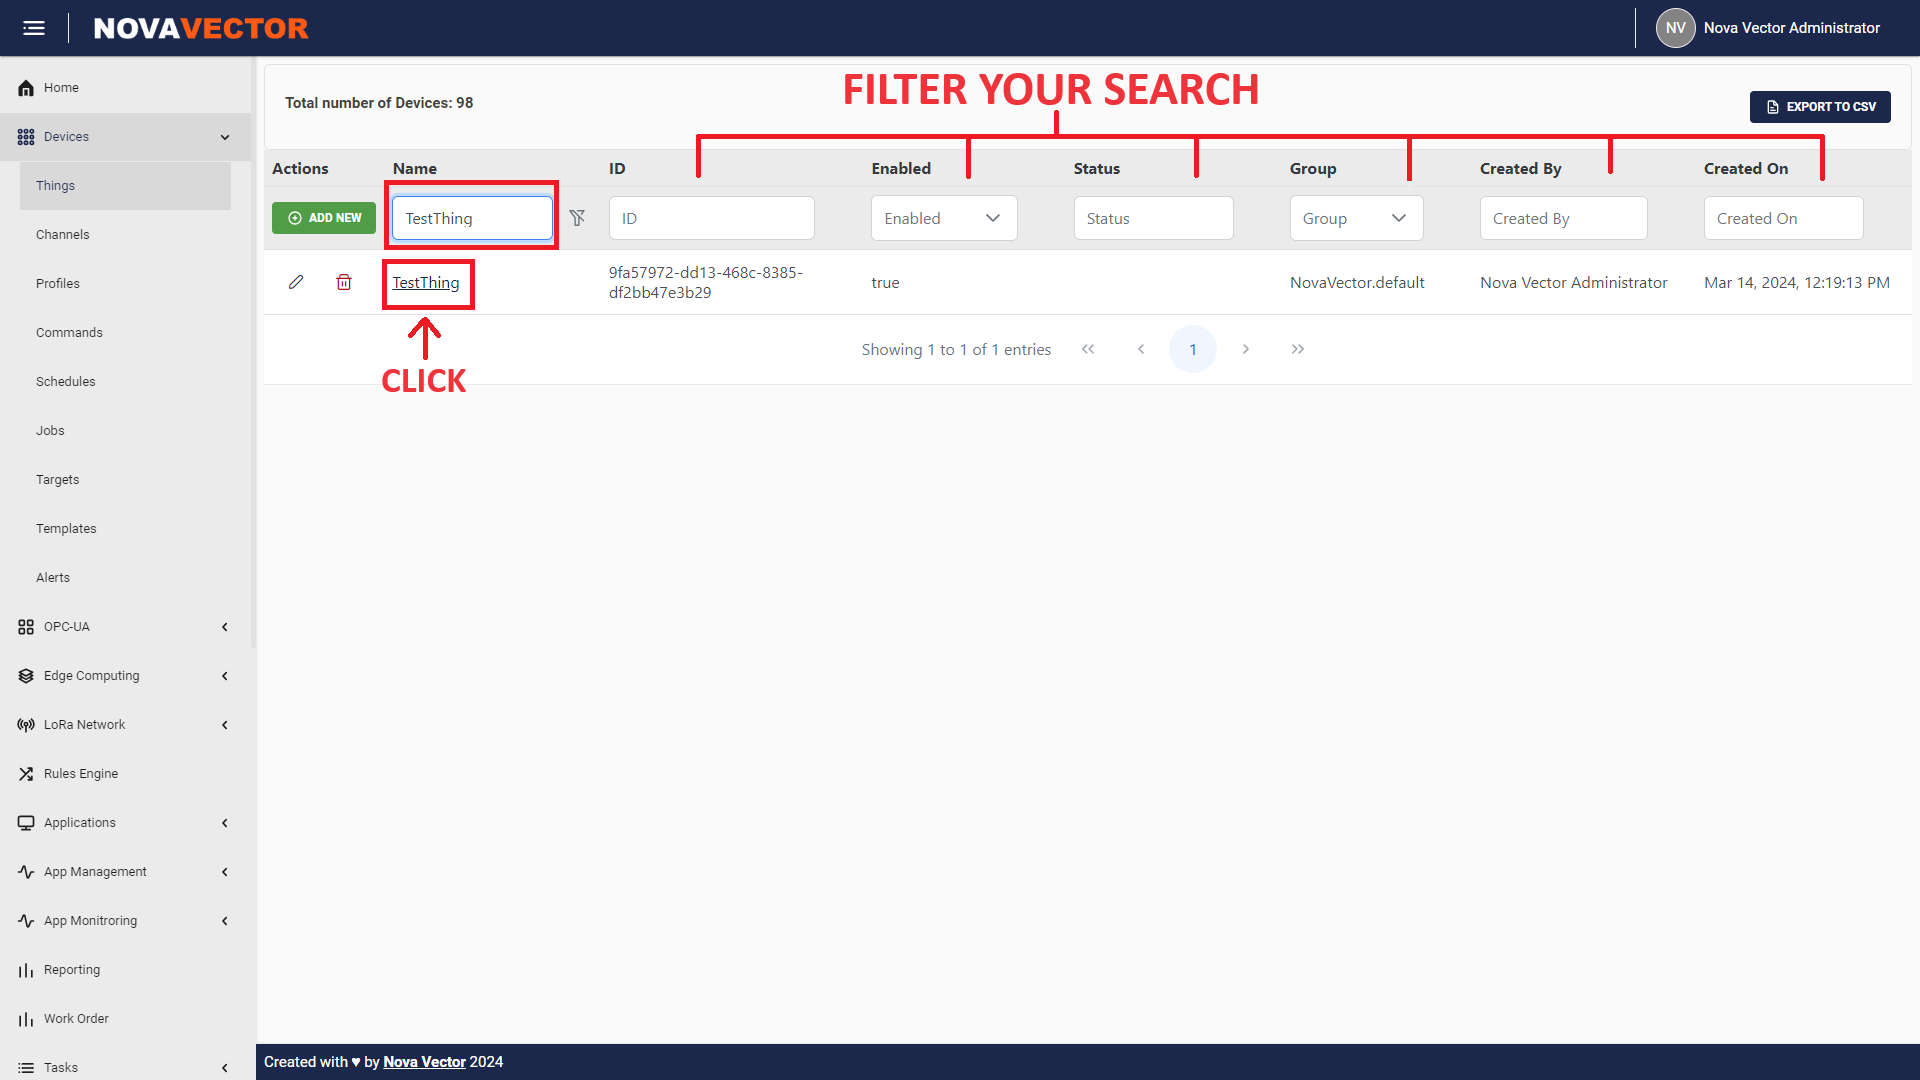 NOVAVECTOR
NV Nova Vector Administrator
Home
Devices
Things
Channels
Profiles
Commands
Schedules
Jobs
Targets
Templates
Alerts
OPC-UA
Edge Computing
LoRa Network
Rules Engine
Applications
App Management
App Monitroring
Reporting
Work Order
Tasks
Total number of Devices: 98
FILTER YOUR SEARCH
EXPORT TO CSV
Actions Name ID Enabled Status Group Created By Created On
ADD NEW TestThing ID Enabled Status Group Created By Created On
TestThing 9fa57972-dd13-468c-8385- true NovaVector.default Nova Vector Administrator Mar 14, 2024, 12:19:13 PM
df2bb47e3b29
Showing 1 to 1 of 1 entries 1
CLICK
Created with ♥ by Nova Vector 2024